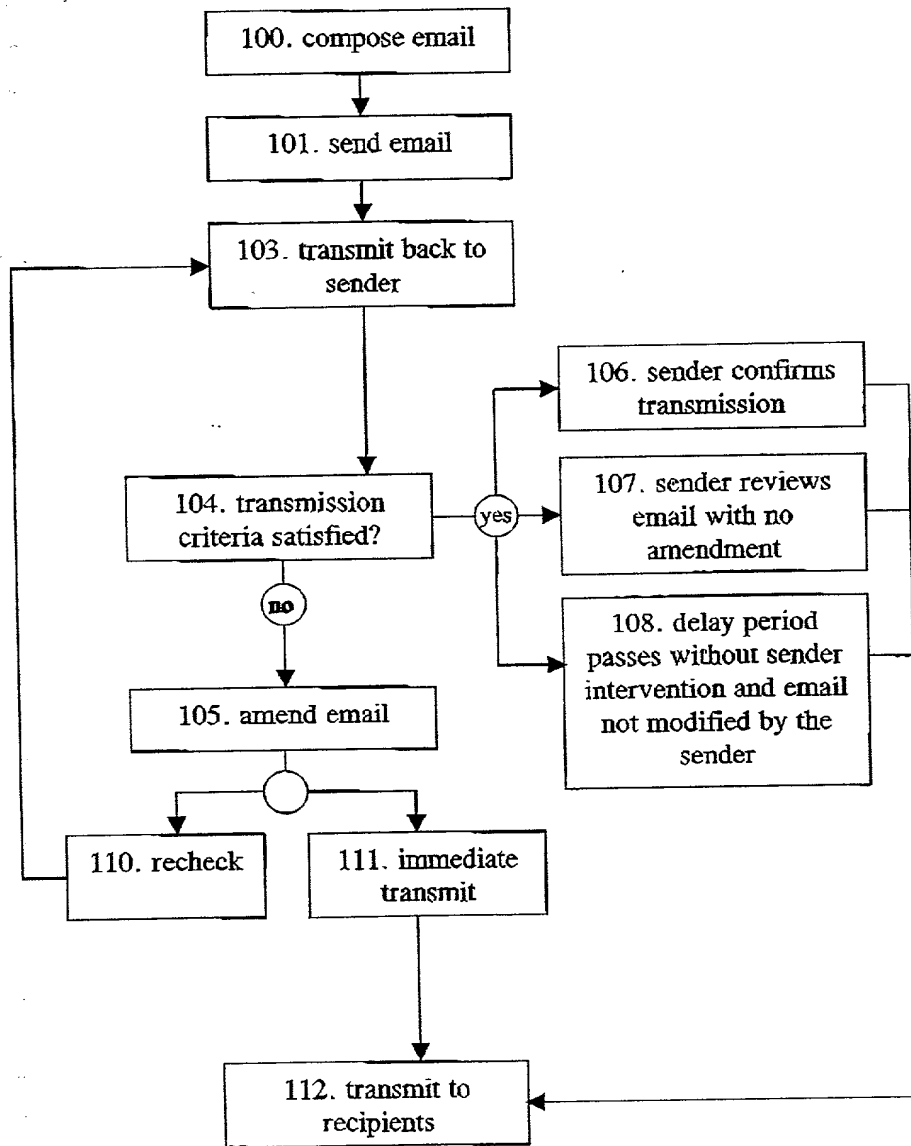 100. compose email
101. send email
103. transmit back to
sender
106. sender confirms
transmission
104. transmission
criteria satisfied?
yes
107. sender reviews
email with no
amendment
no
108. delay period
passes without sender
intervention and email
not modified by the
sender
105. amend email
110. recheck
111. immediate
transmit
112. transmit to
recipients